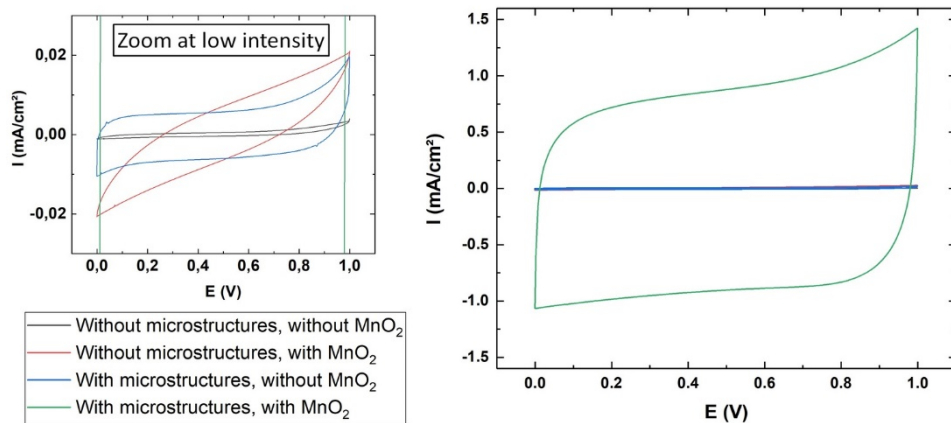 Zoom at low intensity
0,02
0,00
-0,02
I (mA/cm²)
0,0 0,2 0,4 0,6 0,8 1,0
E (V)
Without microstructures, without MnO₂
Without microstructures, with MnO₂
With microstructures, without MnO₂
With microstructures, with MnO₂
1.5
1.0
0.5
0.0
-0.5
-1.0
-1.5
I (mA/cm²)
0.0 0.2 0.4 0.6 0.8 1.0
E (V)